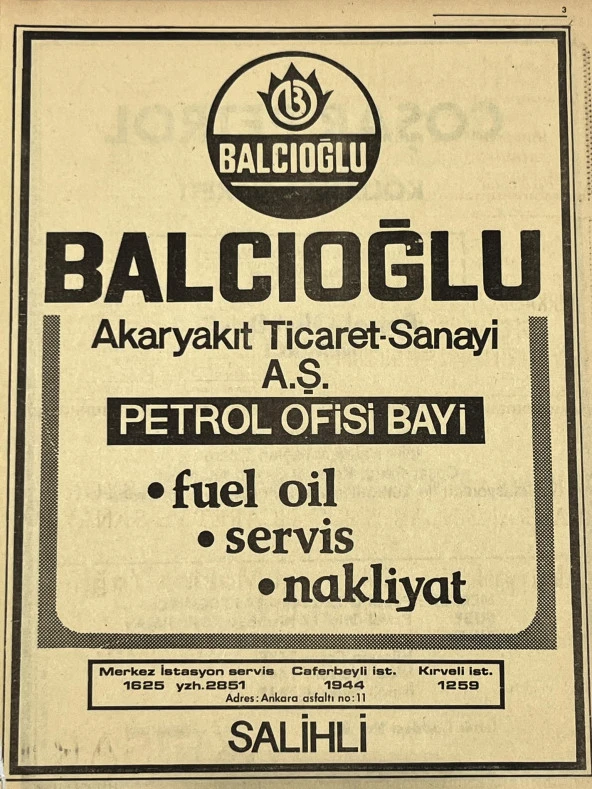 3
BALCIOĞLU
BALCIOĞLU
Akaryakıt Ticaret-Sanayi
A.Ş.
PETROL OFİSİ BAYİ
• fuel oil
• servis
• nakliyat
Merkez İstasyon servis Caferbeyli ist. Kırveli ist.
1625 yzh.2851 1944 1259
Adres: Ankara asfaltı no:11
SALİHLİ